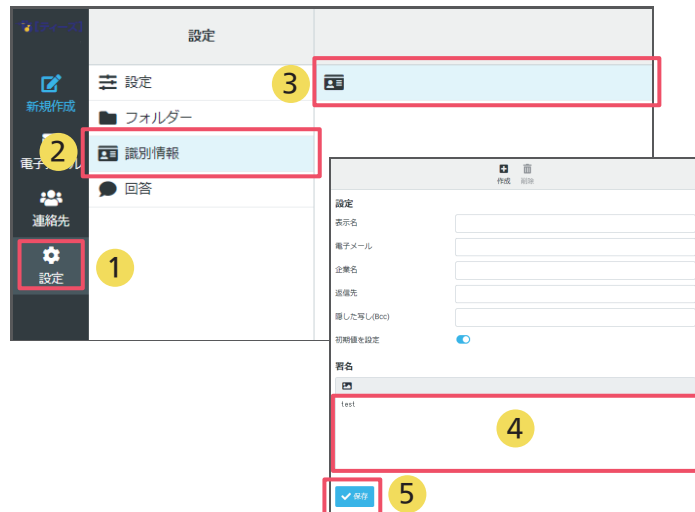 設定
新規作成
電子
連絡先
設定
設定
フォルダー
識別情報
回答
1
2
3
作成 削除
設定
表示名
電子メール
企業名
返信先
隠した写し(Bcc)
初期値を設定
署名
test
4
保存
5